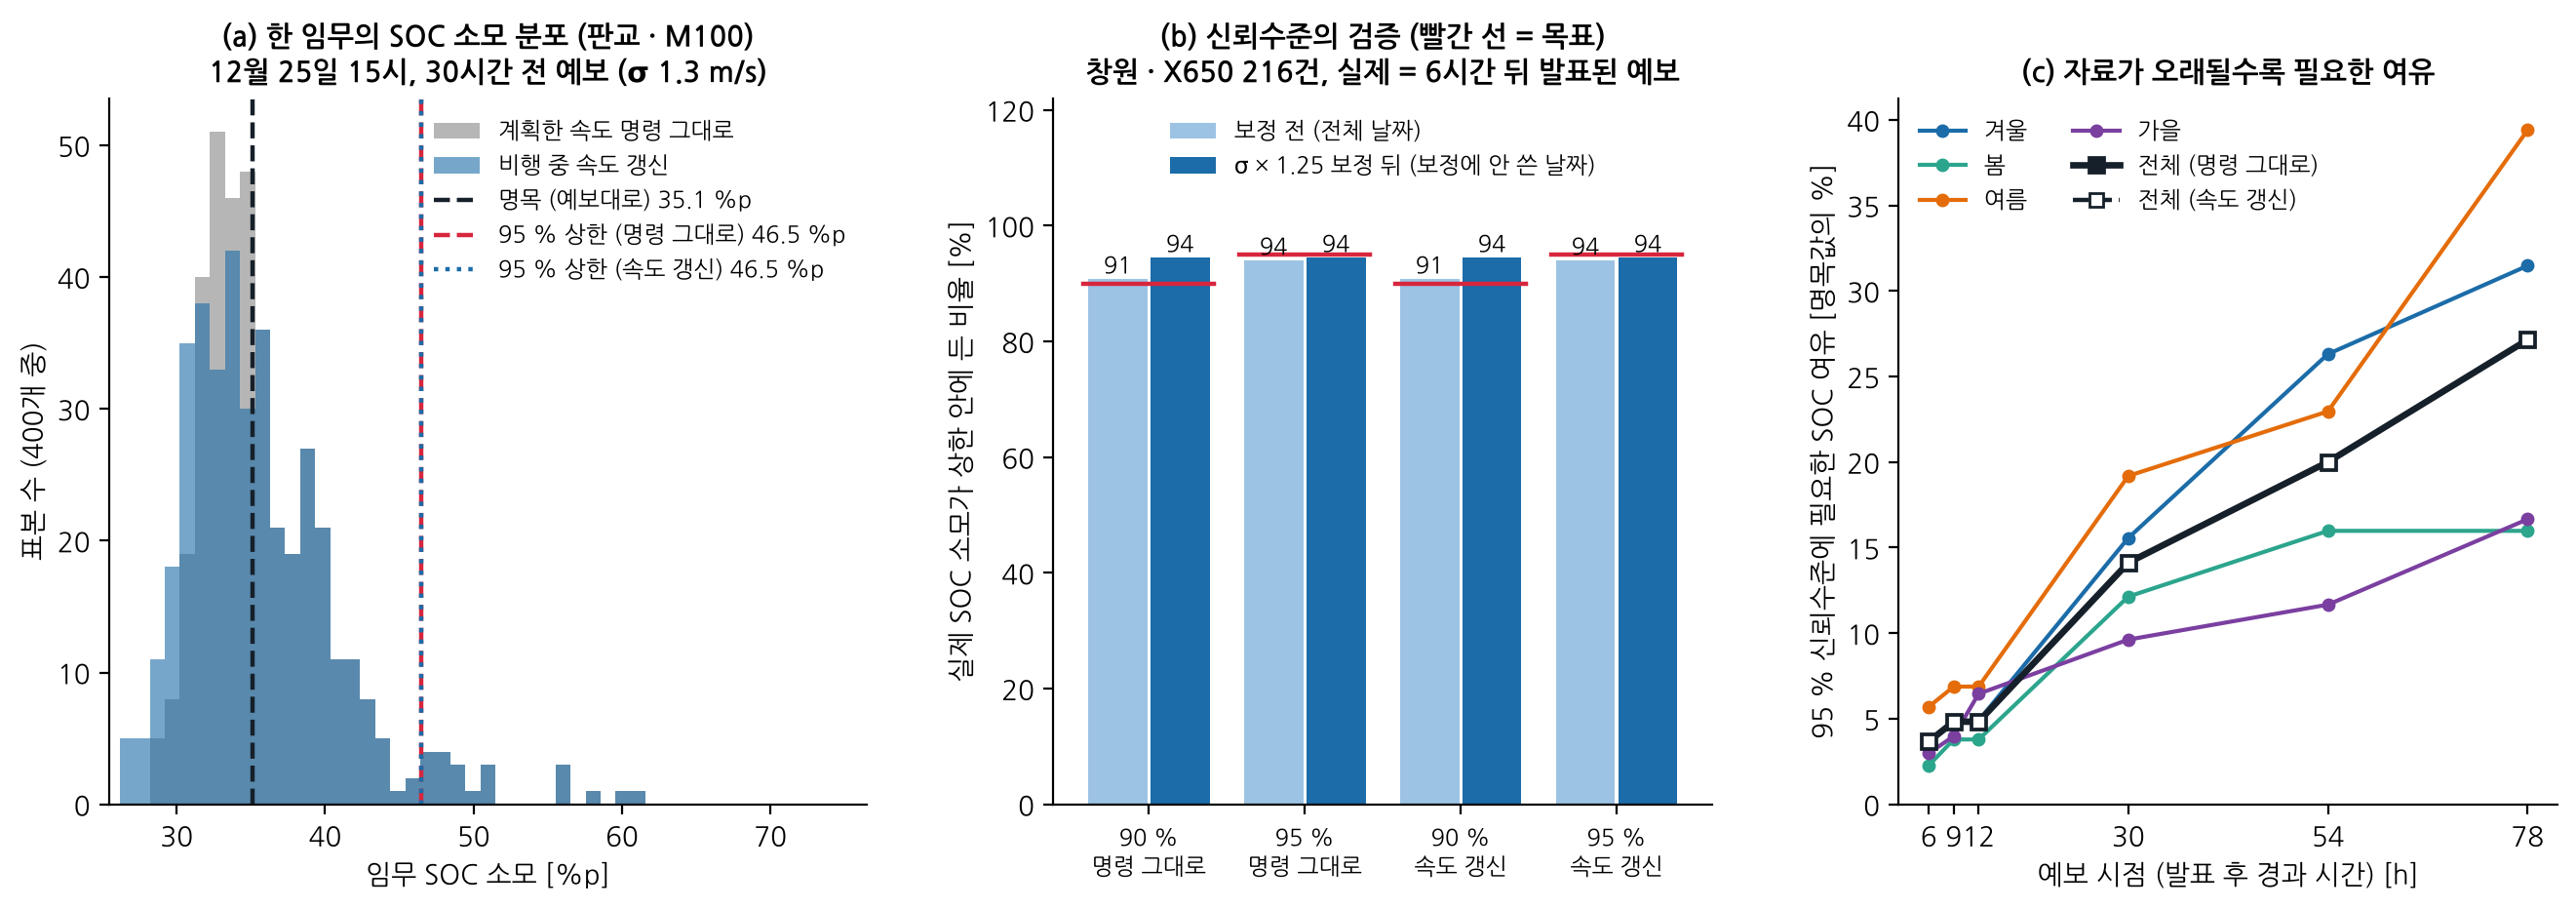 (a) 한 임무의 SOC 소모 분포 (판교 · M100)
12월 25일 15시, 30시간 전 예보 (σ 1.3 m/s)
계획한 속도 명령 그대로
비행 중 속도 갱신
명목 (예보대로) 35.1 %p
95 % 상한 (명령 그대로) 46.5 %p
95 % 상한 (속도 갱신) 46.5 %p
표본 수 (400개 중)
50
40
30
20
10
0
30 40 50 60 70
임무 SOC 소모 [%p]
(b) 신뢰수준의 검증 (빨간 선 = 목표)
창원 · X650 216건, 실제 = 6시간 뒤 발표된 예보
보정 전 (전체 날짜)
σ × 1.25 보정 뒤 (보정에 안 쓴 날짜)
실제 SOC 소모가 상한 안에 든 비율 [%]
120
100
80
60
40
20
0
91 94 94 94 91 94 94 94
90 % 95 % 90 % 95 %
명령 그대로 명령 그대로 속도 갱신 속도 갱신
(c) 자료가 오래될수록 필요한 여유
겨울 가을
봄 전체 (명령 그대로)
여름 전체 (속도 갱신)
95 % 신뢰수준에 필요한 SOC 여유 [명목값의 %]
40
35
30
25
20
15
10
5
0
6 9 12 30 54 78
예보 시점 (발표 후 경과 시간) [h]